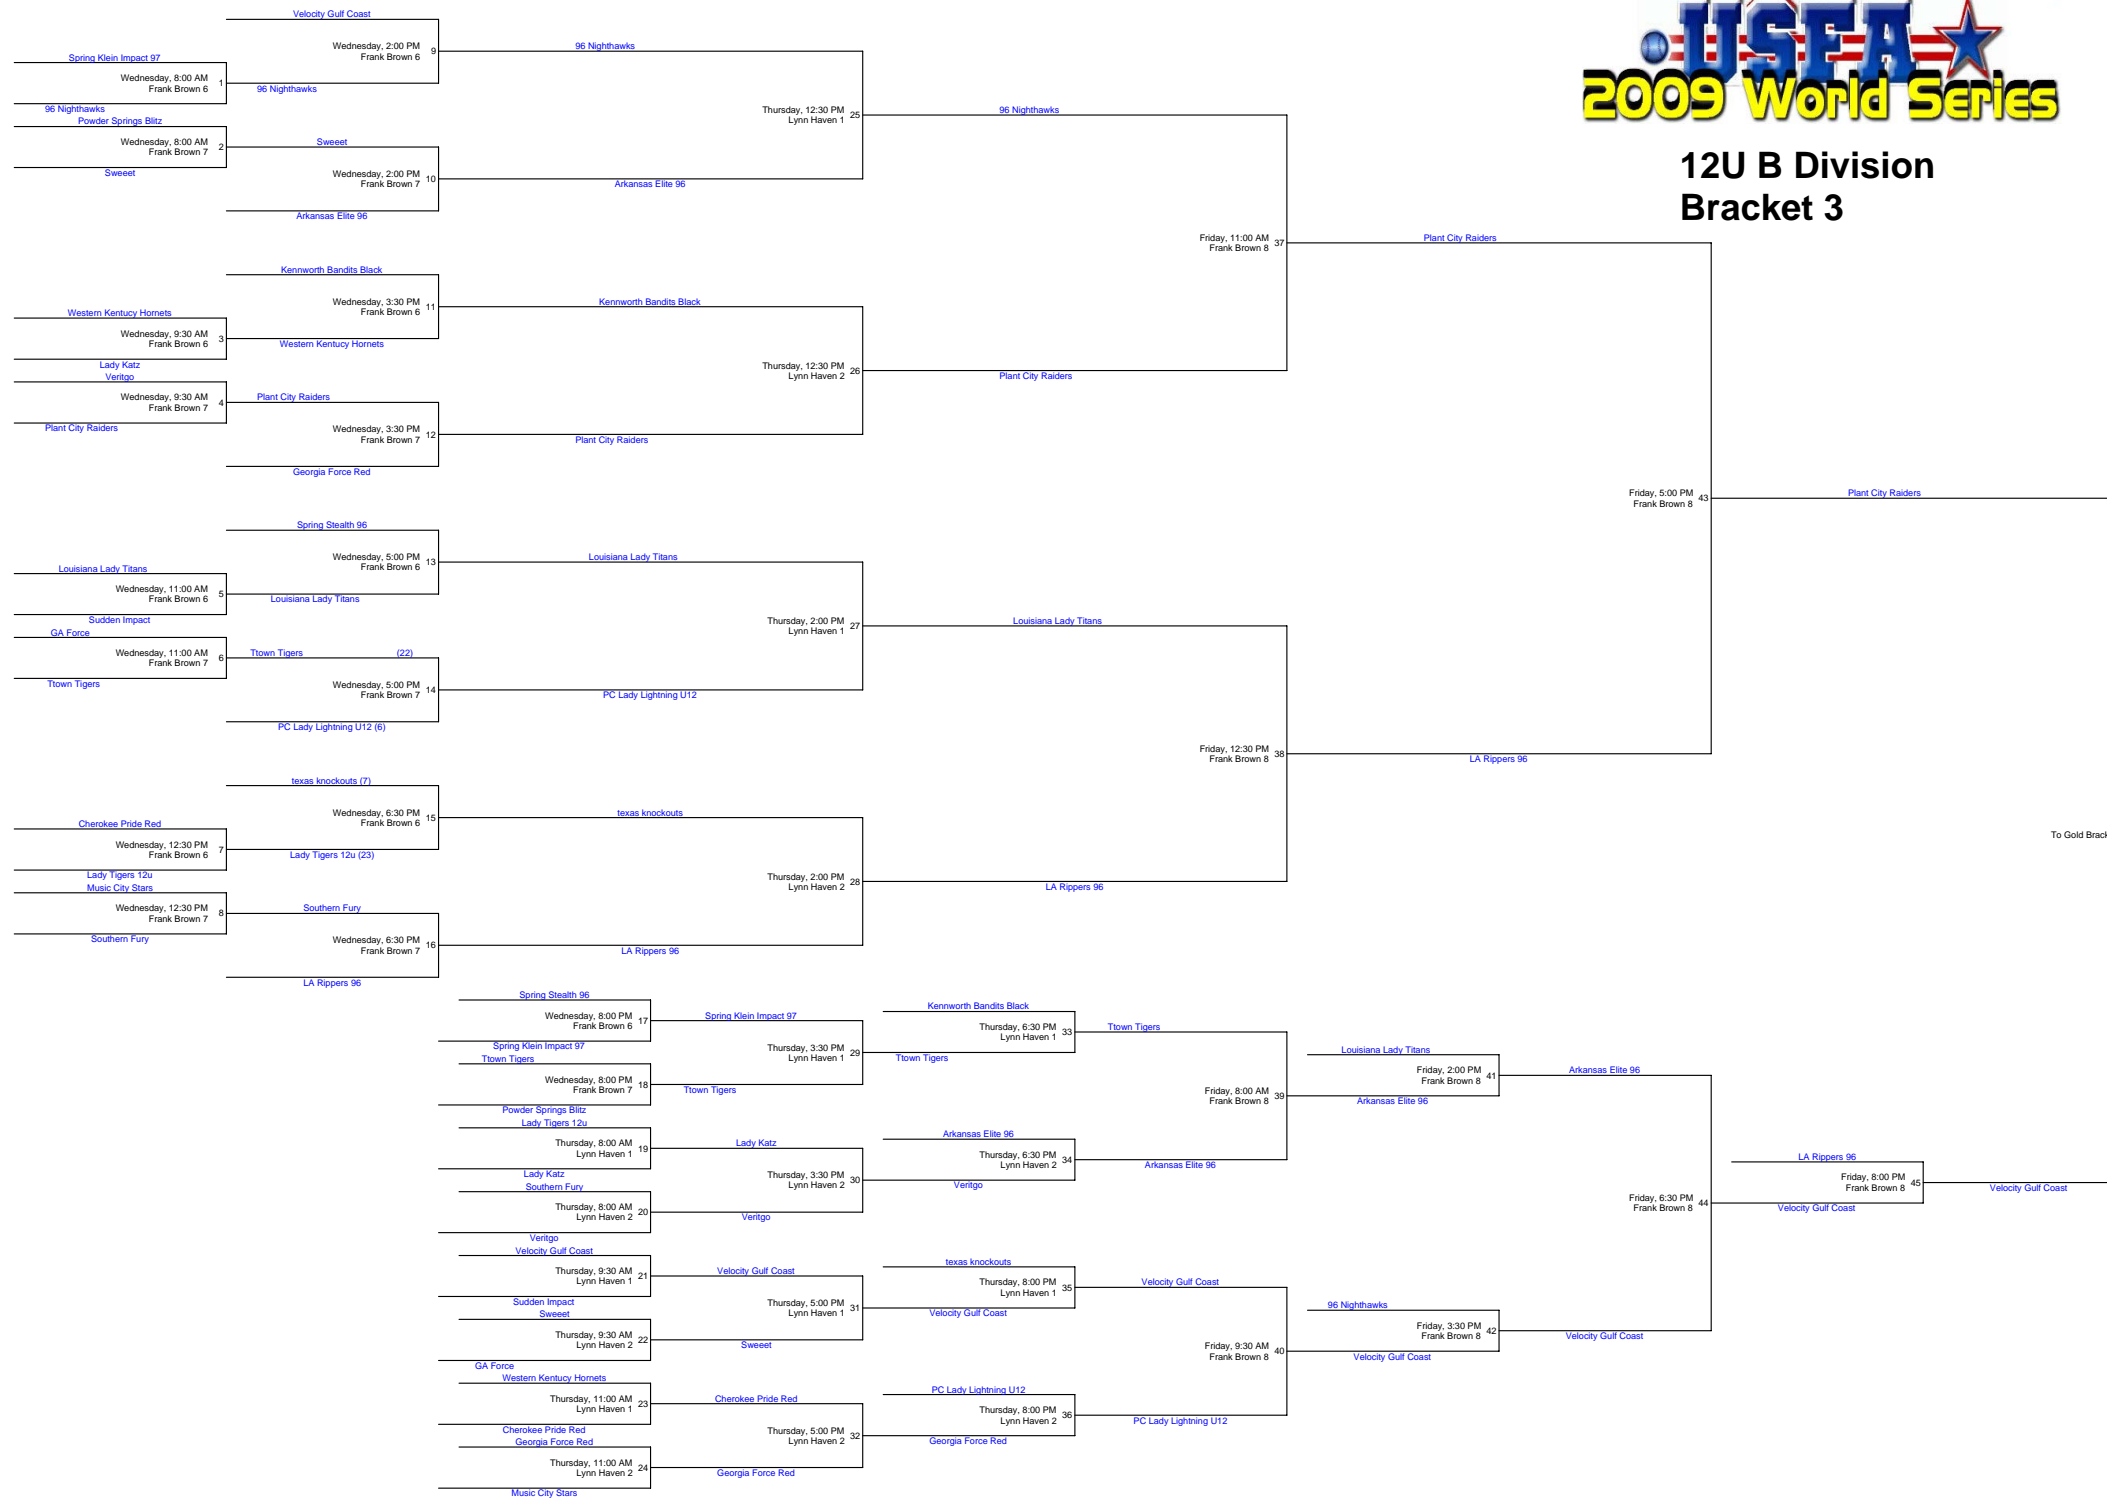 USFA
2009 World Series
12U B Division
Bracket 3
Velocity Gulf Coast
Wednesday, 2:00 PM
Frank Brown 6
9
96 Nighthawks
Spring Klein Impact 97
Wednesday, 8:00 AM
Frank Brown 6
1
96 Nighthawks
96 Nighthawks
Powder Springs Blitz
Wednesday, 8:00 AM
Frank Brown 7
2
Sweeet
Sweeet
Wednesday, 2:00 PM
Frank Brown 7
10
Arkansas Elite 96
Arkansas Elite 96
Thursday, 12:30 PM
Lynn Haven 1
25
96 Nighthawks
Kennworth Bandits Black
Wednesday, 3:30 PM
Frank Brown 6
11
Kennworth Bandits Black
Western Kentucy Hornets
Wednesday, 9:30 AM
Frank Brown 6
3
Western Kentucy Hornets
Lady Katz
Veritgo
Wednesday, 9:30 AM
Frank Brown 7
4
Plant City Raiders
Plant City Raiders
Wednesday, 3:30 PM
Frank Brown 7
12
Plant City Raiders
Georgia Force Red
Thursday, 12:30 PM
Lynn Haven 2
26
Plant City Raiders
Friday, 11:00 AM
Frank Brown 8
37
Plant City Raiders
Spring Stealth 96
Wednesday, 5:00 PM
Frank Brown 6
13
Louisiana Lady Titans
Louisiana Lady Titans
Wednesday, 11:00 AM
Frank Brown 6
5
Louisiana Lady Titans
Sudden Impact
GA Force
Wednesday, 11:00 AM
Frank Brown 7
6
Ttown Tigers (22)
Ttown Tigers
Wednesday, 5:00 PM
Frank Brown 7
14
PC Lady Lightning U12
PC Lady Lightning U12 (6)
Thursday, 2:00 PM
Lynn Haven 1
27
Louisiana Lady Titans
Friday, 5:00 PM
Frank Brown 8
43
Plant City Raiders
texas knockouts (7)
Wednesday, 6:30 PM
Frank Brown 6
15
texas knockouts
Cherokee Pride Red
Wednesday, 12:30 PM
Frank Brown 6
7
Lady Tigers 12u (23)
Lady Tigers 12u
Music City Stars
Wednesday, 12:30 PM
Frank Brown 7
8
Southern Fury
Southern Fury
Wednesday, 6:30 PM
Frank Brown 7
16
LA Rippers 96
LA Rippers 96
Thursday, 2:00 PM
Lynn Haven 2
28
LA Rippers 96
Friday, 12:30 PM
Frank Brown 8
38
LA Rippers 96
To Gold Brack
Spring Stealth 96
Wednesday, 8:00 PM
Frank Brown 6
17
Spring Klein Impact 97
Spring Klein Impact 97
Ttown Tigers
Wednesday, 8:00 PM
Frank Brown 7
18
Ttown Tigers
Powder Springs Blitz
Thursday, 3:30 PM
Lynn Haven 1
29
Ttown Tigers
Kennworth Bandits Black
Thursday, 6:30 PM
Lynn Haven 1
33
Ttown Tigers
Lady Tigers 12u
Thursday, 8:00 AM
Lynn Haven 1
19
Lady Katz
Lady Katz
Southern Fury
Thursday, 8:00 AM
Lynn Haven 2
20
Veritgo
Veritgo
Thursday, 3:30 PM
Lynn Haven 2
30
Veritgo
Arkansas Elite 96
Thursday, 6:30 PM
Lynn Haven 2
34
Arkansas Elite 96
Friday, 8:00 AM
Frank Brown 8
39
Arkansas Elite 96
Louisiana Lady Titans
Friday, 2:00 PM
Frank Brown 8
41
Arkansas Elite 96
Velocity Gulf Coast
Thursday, 9:30 AM
Lynn Haven 1
21
Velocity Gulf Coast
Sudden Impact
Sweeet
Thursday, 9:30 AM
Lynn Haven 2
22
Sweeet
GA Force
Thursday, 5:00 PM
Lynn Haven 1
31
Velocity Gulf Coast
texas knockouts
Thursday, 8:00 PM
Lynn Haven 1
35
Velocity Gulf Coast
Western Kentucy Hornets
Thursday, 11:00 AM
Lynn Haven 1
23
Cherokee Pride Red
Cherokee Pride Red
Georgia Force Red
Thursday, 11:00 AM
Lynn Haven 2
24
Georgia Force Red
Music City Stars
Thursday, 5:00 PM
Lynn Haven 2
32
Georgia Force Red
PC Lady Lightning U12
Thursday, 8:00 PM
Lynn Haven 2
36
PC Lady Lightning U12
Friday, 9:30 AM
Frank Brown 8
40
Velocity Gulf Coast
96 Nighthawks
Friday, 3:30 PM
Frank Brown 8
42
Velocity Gulf Coast
Friday, 6:30 PM
Frank Brown 8
44
Velocity Gulf Coast
LA Rippers 96
Friday, 8:00 PM
Frank Brown 8
45
Velocity Gulf Coast